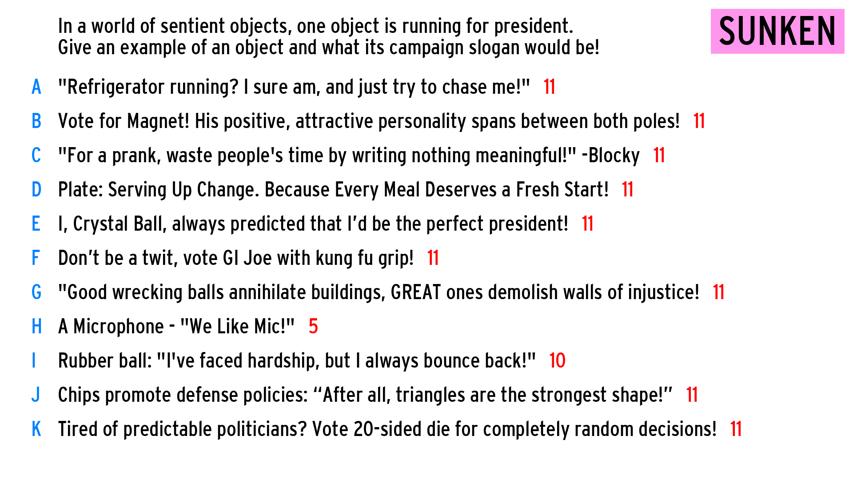 In a world of sentient objects, one object is running for president.
Give an example of an object and what its campaign slogan would be!
SUNKEN
A "Refrigerator running? I sure am, and just try to chase me!" 11
B Vote for Magnet! His positive, attractive personality spans between both poles! 11
C "For a prank, waste people's time by writing nothing meaningful!" -Blocky 11
D Plate: Serving Up Change. Because Every Meal Deserves a Fresh Start! 11
E I, Crystal Ball, always predicted that I’d be the perfect president! 11
F Don’t be a twit, vote GI Joe with kung fu grip! 11
G "Good wrecking balls annihilate buildings, GREAT ones demolish walls of injustice! 11
H A Microphone - "We Like Mic!" 5
I Rubber ball: "I've faced hardship, but I always bounce back!" 10
J Chips promote defense policies: “After all, triangles are the strongest shape!” 11
K Tired of predictable politicians? Vote 20-sided die for completely random decisions! 11